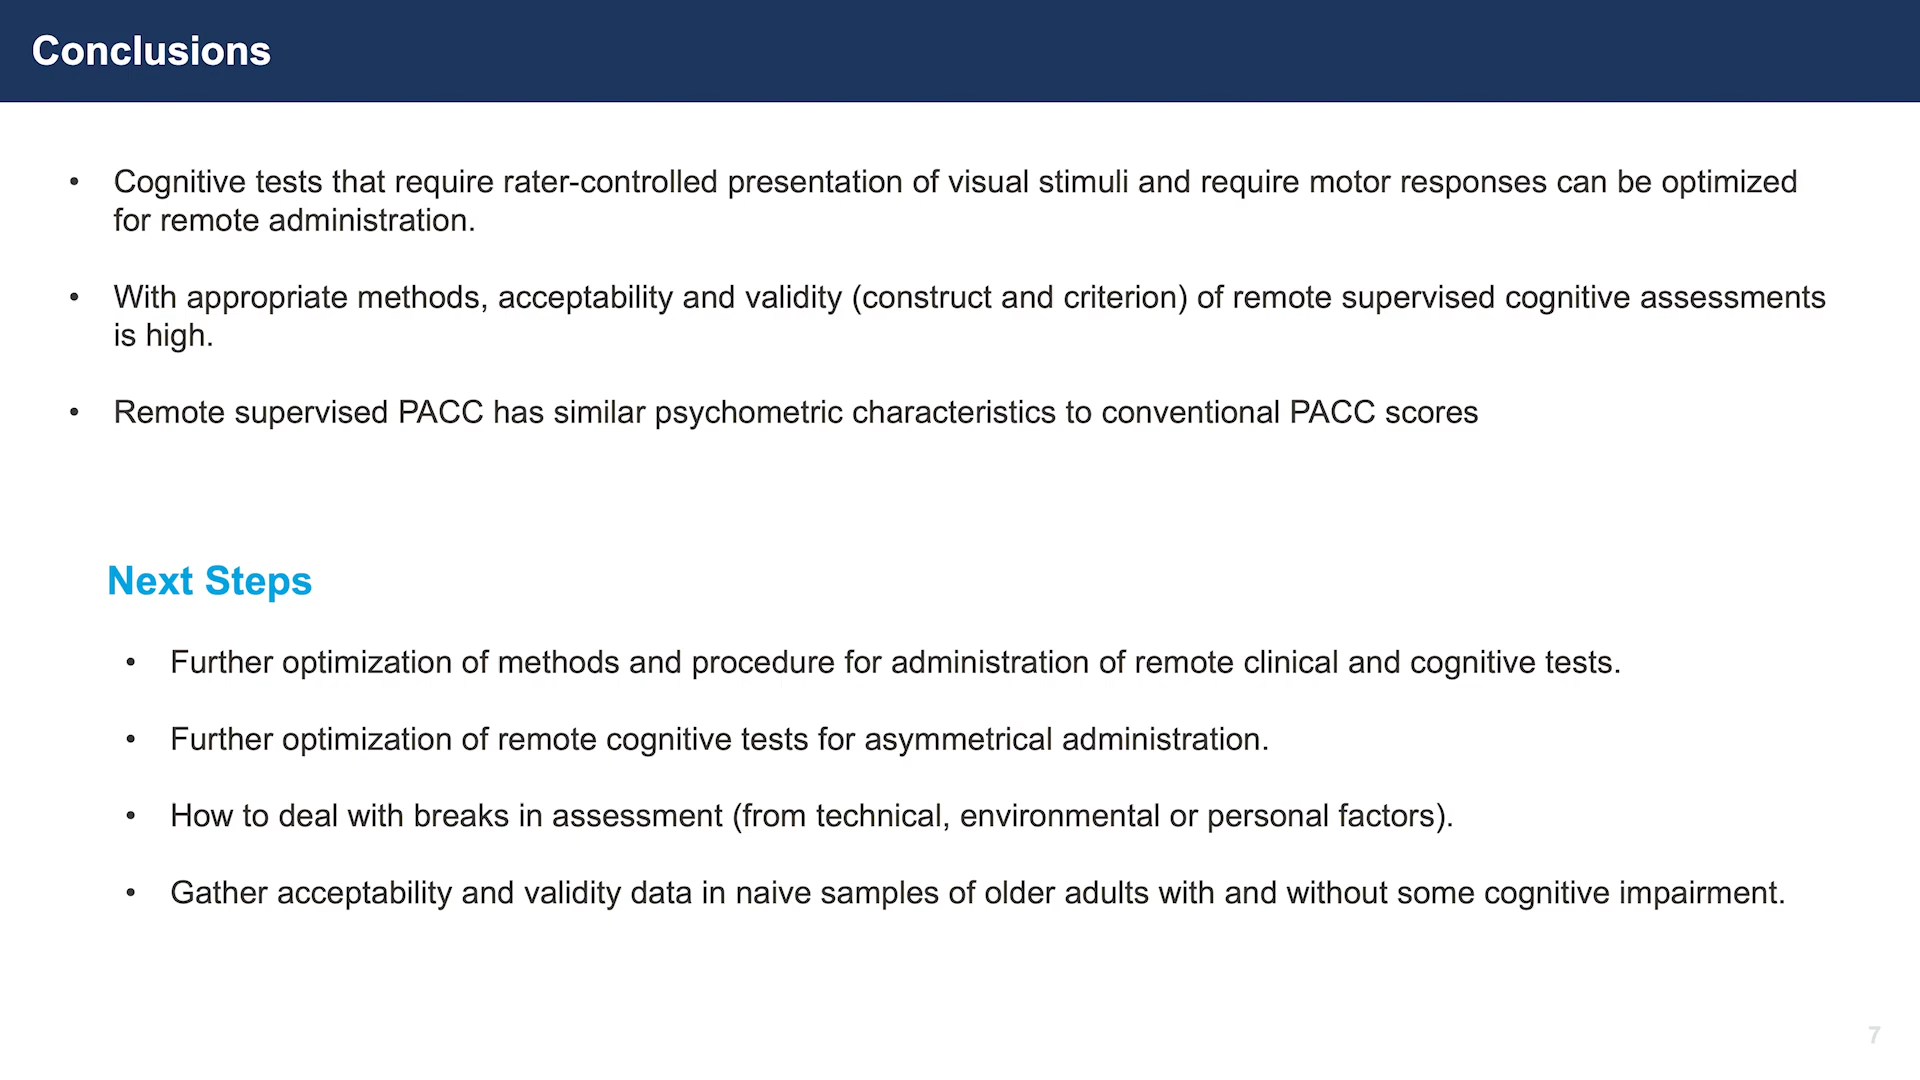 Conclusions
• Cognitive tests that require rater-controlled presentation of visual stimuli and require motor responses can be optimized
for remote administration.
• With appropriate methods, acceptability and validity (construct and criterion) of remote supervised cognitive assessments
is high.
• Remote supervised PACC has similar psychometric characteristics to conventional PACC scores
Next Steps
• Further optimization of methods and procedure for administration of remote clinical and cognitive tests.
• Further optimization of remote cognitive tests for asymmetrical administration.
• How to deal with breaks in assessment (from technical, environmental or personal factors).
• Gather acceptability and validity data in naive samples of older adults with and without some cognitive impairment.
7